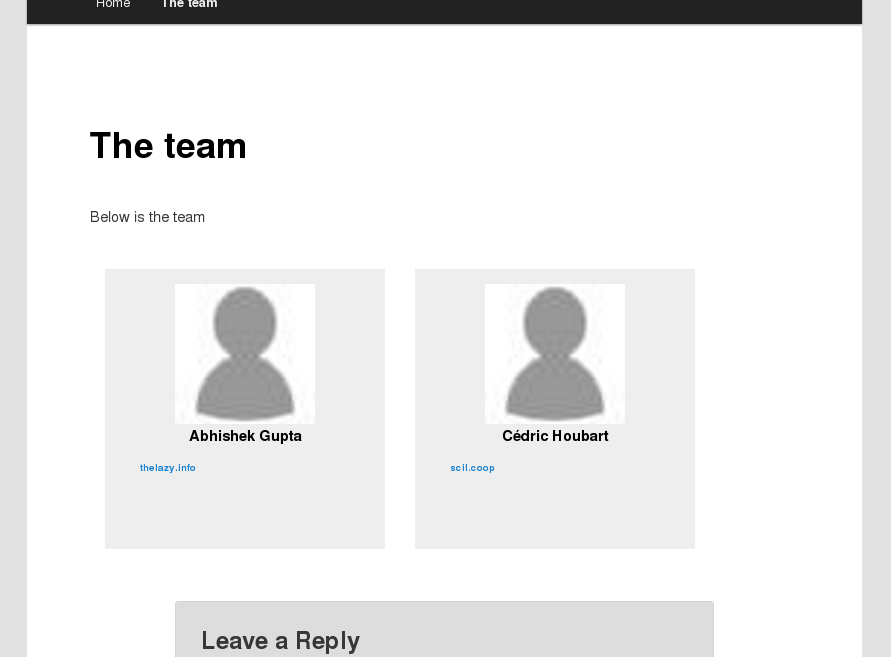 Home The team
The team
Below is the team
Abhishek Gupta
thelazy.info
Cédric Houbart
scil.coop
Leave a Reply